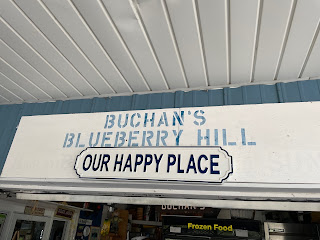 BUCHAN'S
BLUEBERRY HILL
OUR HAPPY PLACE
BUCHAN'S
Frozen Food